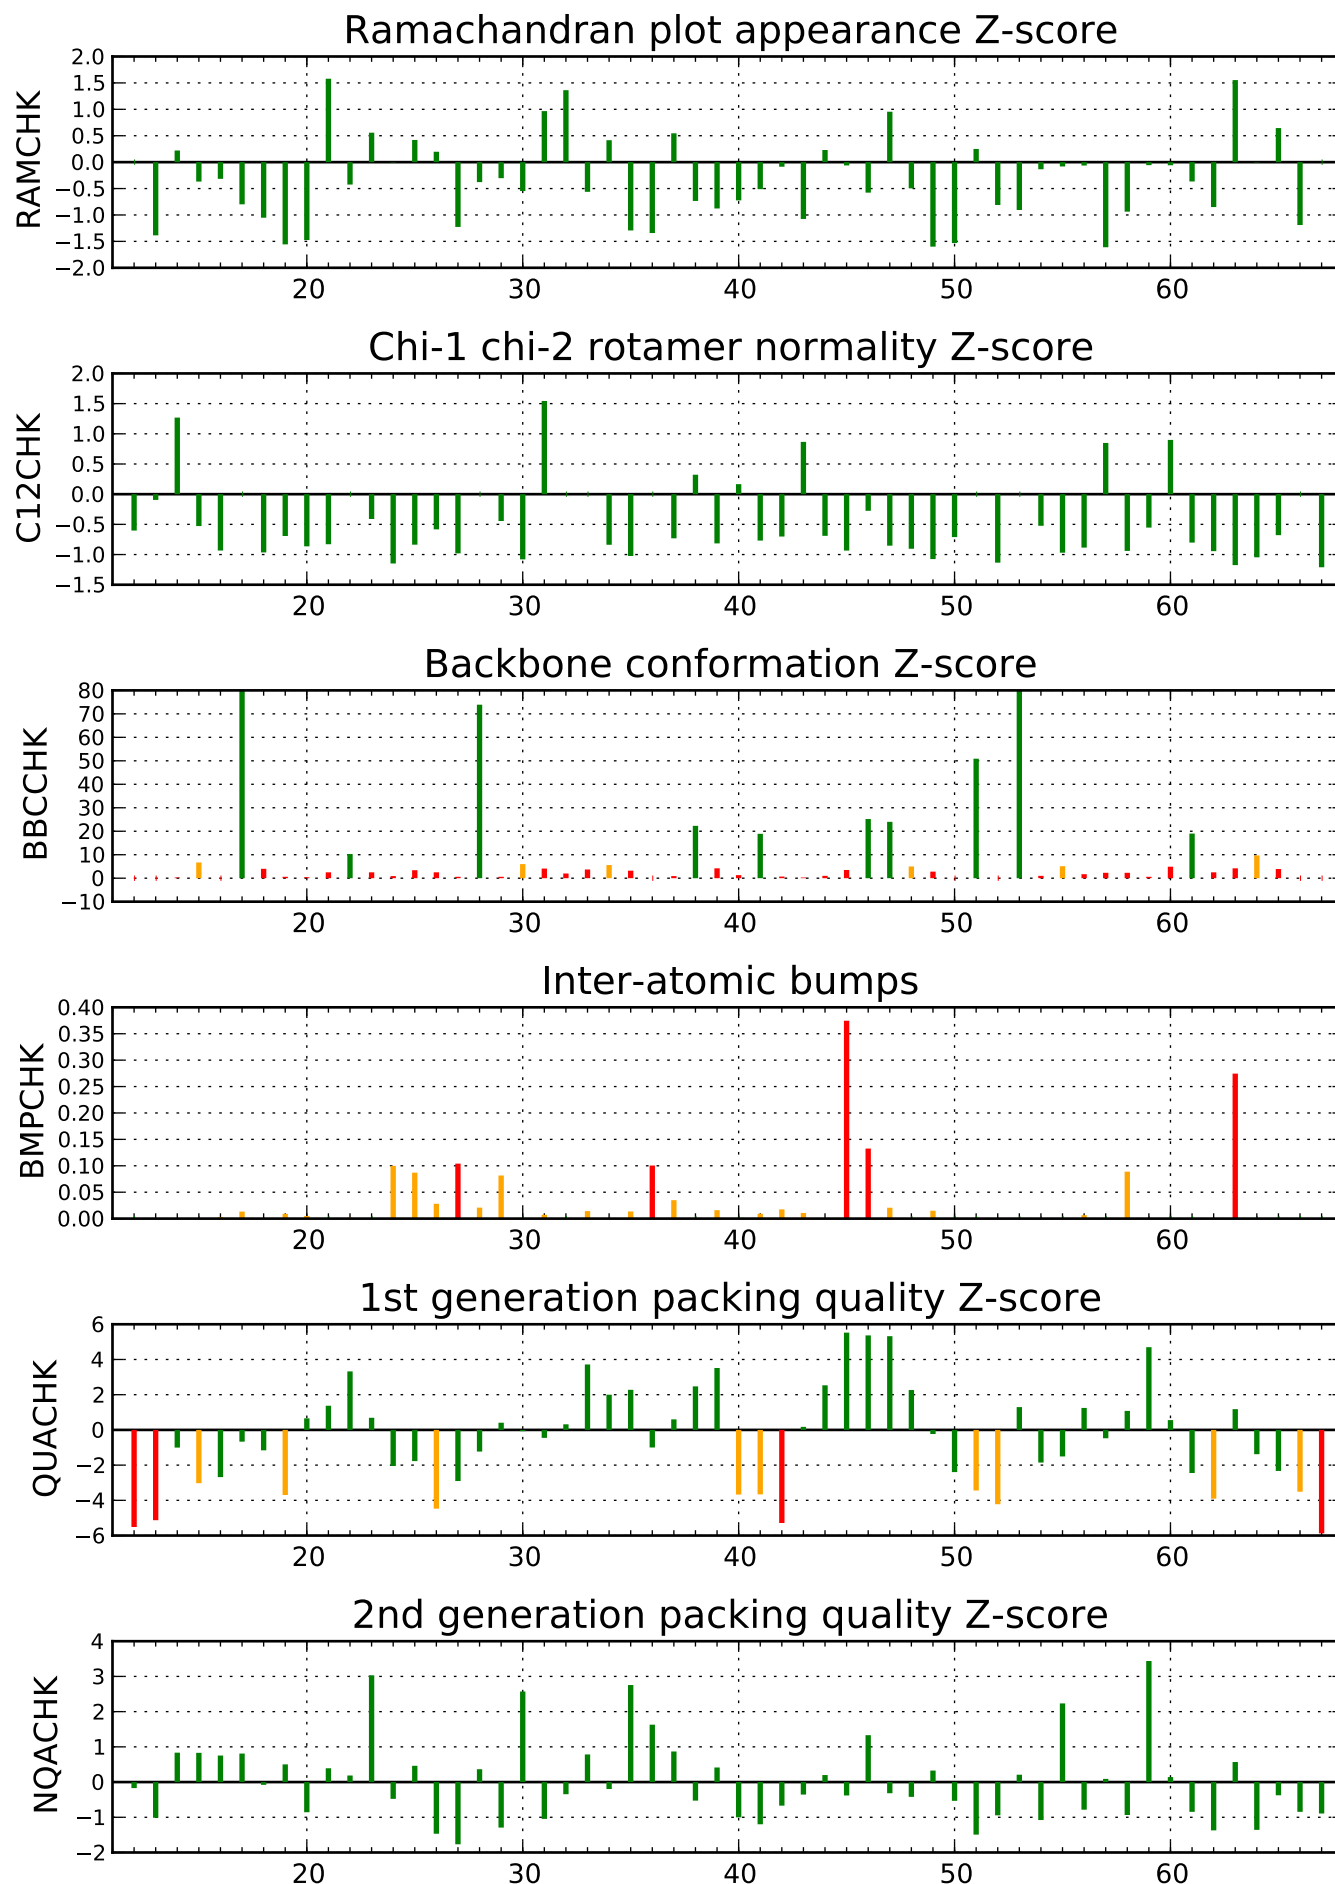 Ramachandran plot appearance Z-score
RAMCHK
2.0
1.5
1.0
0.5
0.0
−0.5
−1.0
−1.5
−2.0
20 30 40 50 60
Chi-1 chi-2 rotamer normality Z-score
C12CHK
2.0
1.5
1.0
0.5
0.0
−0.5
−1.0
−1.5
20 30 40 50 60
Backbone conformation Z-score
BBCCHK
80
70
60
50
40
30
20
10
0
−10
20 30 40 50 60
Inter-atomic bumps
BMPCHK
0.40
0.35
0.30
0.25
0.20
0.15
0.10
0.05
0.00
20 30 40 50 60
1st generation packing quality Z-score
QUACHK
6
4
2
0
−2
−4
−6
20 30 40 50 60
2nd generation packing quality Z-score
NQACHK
4
3
2
1
0
−1
−2
20 30 40 50 60